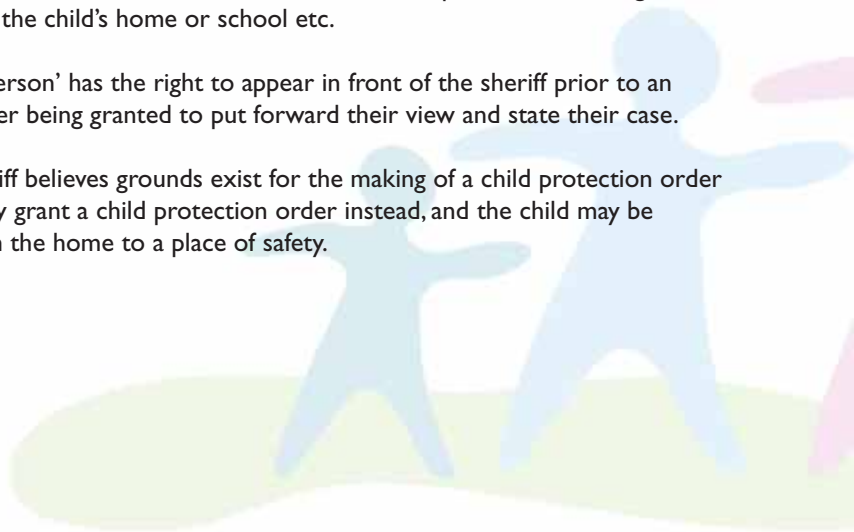 the child’s home or school etc.
erson’ has the right to appear in front of the sheriff prior to an
er being granted to put forward their view and state their case.
iff believes grounds exist for the making of a child protection order
y grant a child protection order instead, and the child may be
the home to a place of safety.